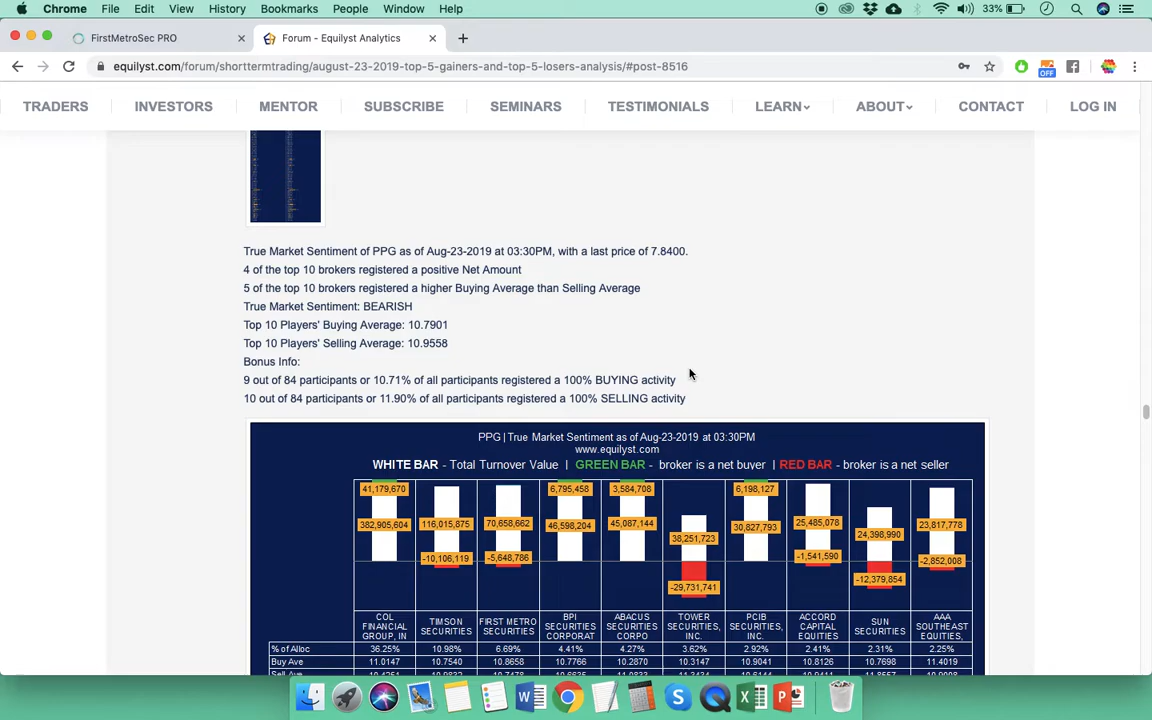 Chrome File Edit View History Bookmarks People Window Help 33%
FirstMetroSec PRO Forum - Equilyst Analytics
equilyst.com/forum/shorttermtrading/august-23-2019-top-5-gainers-and-top-5-losers-analysis/#post-8516
OFF
TRADERS INVESTORS MENTOR SUBSCRIBE SEMINARS TESTIMONIALS LEARN ABOUT CONTACT LOG IN
True Market Sentiment of PPG as of Aug-23-2019 at 03:30PM, with a last price of 7.8400.
4 of the top 10 brokers registered a positive Net Amount
5 of the top 10 brokers registered a higher Buying Average than Selling Average
True Market Sentiment: BEARISH
Top 10 Players' Buying Average: 10.7901
Top 10 Players' Selling Average: 10.9558
Bonus Info:
9 out of 84 participants or 10.71% of all participants registered a 100% BUYING activity
10 out of 84 participants or 11.90% of all participants registered a 100% SELLING activity
PPG | True Market Sentiment as of Aug-23-2019 at 03:30PM
www.equilyst.com
WHITE BAR - Total Turnover Value | GREEN BAR - broker is a net buyer | RED BAR - broker is a net seller
41,179,670 6,795,458 3,584,708 6,198,127
382,905,604 116,015,875 70,658,662 46,598,204 45,087,144 38,251,723 30,827,793 25,485,078 24,398,990 23,817,778
-10,106,119 -5,648,786 -29,731,741 -1,541,590 -12,379,854 -2,852,008
COL FINANCIAL GROUP, IN
TIMSON SECURITIES
FIRST METRO SECURITIES
BPI SECURITIES CORPORAT
ABACUS SECURITIES CORPO
TOWER SECURITIES, INC.
PCIB SECURITIES, INC.
ACCORD CAPITAL EQUITIES
SUN SECURITIES
AAA SOUTHEAST EQUITIES,
% of Alloc 36.25% 10.98% 6.69% 4.41% 4.27% 3.62% 2.92% 2.41% 2.31% 2.25%
Buy Ave 11.0147 10.7540 10.8658 10.7766 10.2870 10.3147 10.9041 10.8126 10.7698 11.4019